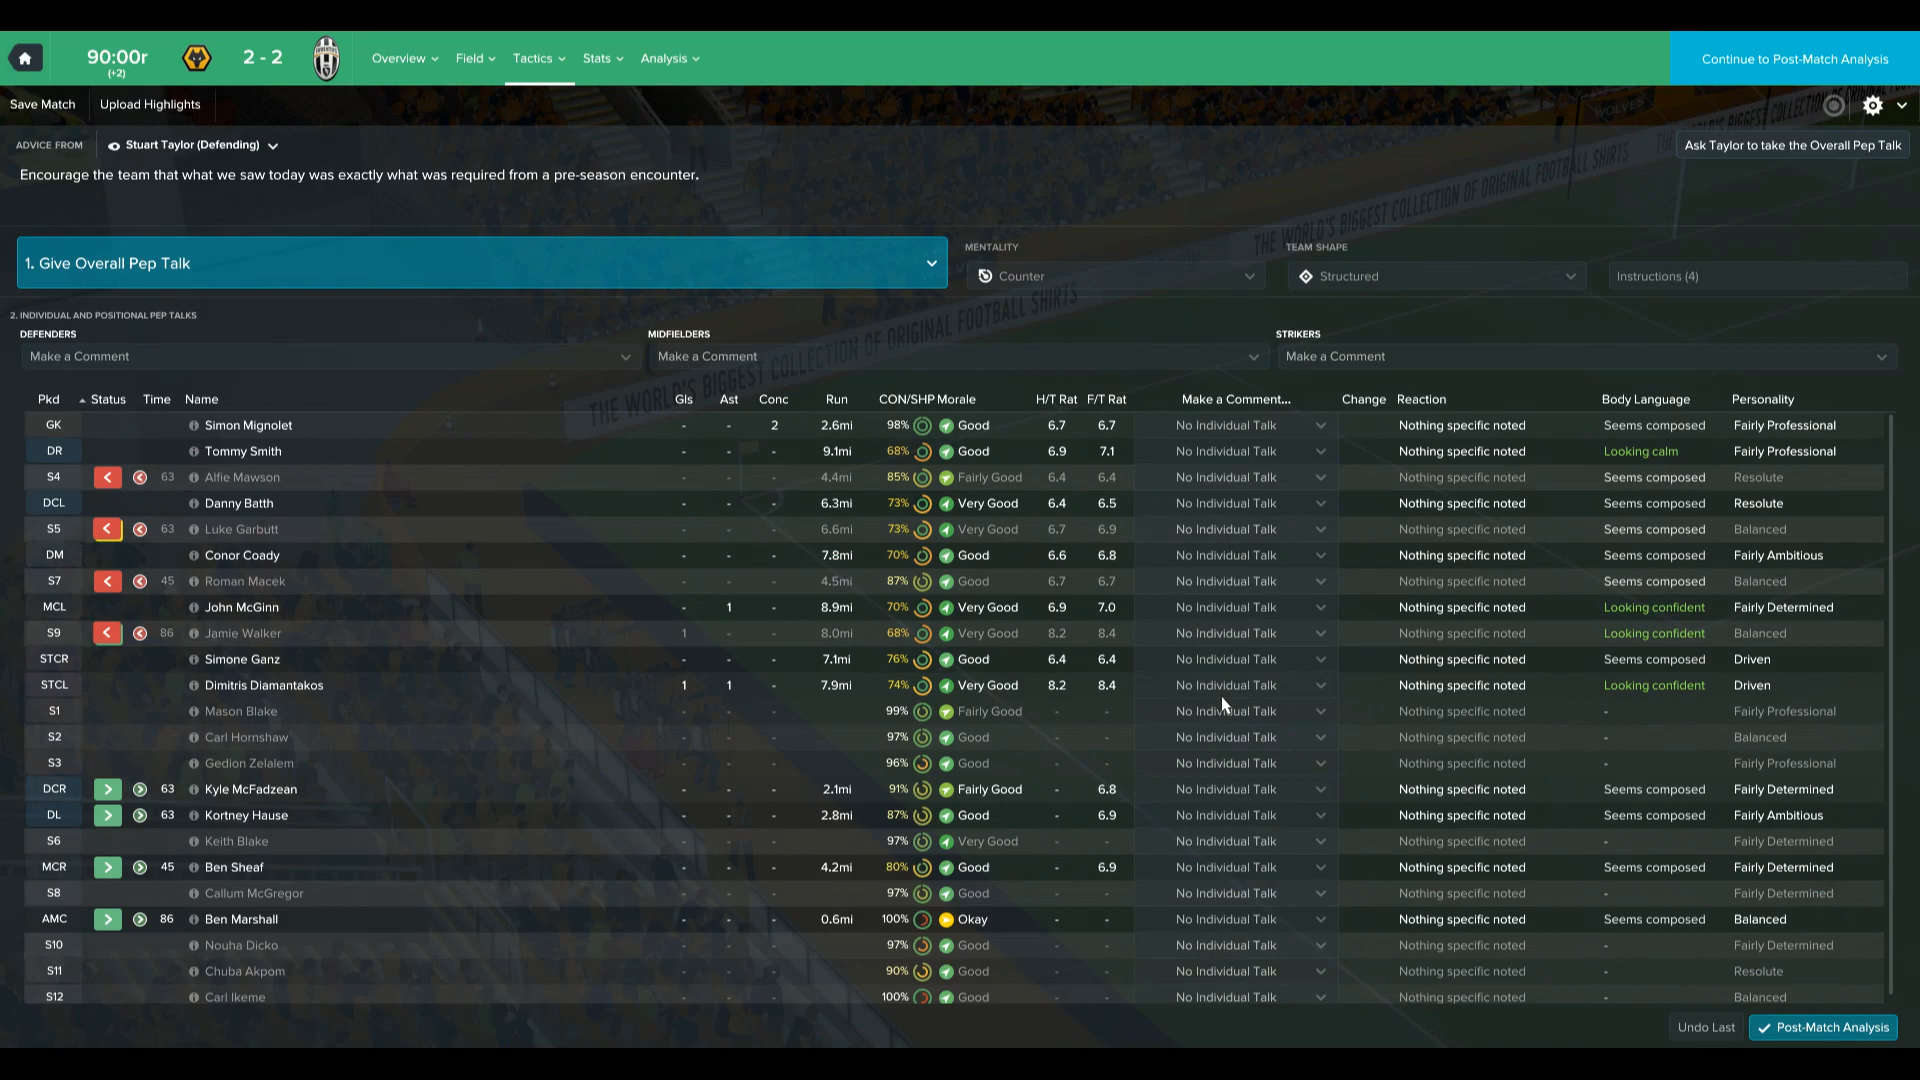 90:00r
(+2)
2 - 2
Overview Field Tactics Stats Analysis
Continue to Post-Match Analysis
Save Match Upload Highlights
ADVICE FROM Stuart Taylor (Defending)
Ask Taylor to take the Overall Pep Talk
Encourage the team that what we saw today was exactly what was required from a pre-season encounter.
1. Give Overall Pep Talk
MENTALITY TEAM SHAPE
Counter Structured Instructions (4)
2. INDIVIDUAL AND POSITIONAL PEP TALKS
DEFENDERS MIDFIELDERS STRIKERS
Make a Comment Make a Comment Make a Comment
Pkd Status Time Name Gls Ast Conc Run CON/SHP Morale H/T Rat F/T Rat Make a Comment... Change Reaction Body Language Personality
GK Simon Mignolet - - 2 2.6mi 98% Good 6.7 6.7 No Individual Talk Nothing specific noted Seems composed Fairly Professional
DR Tommy Smith - - - 9.1mi 68% Good 6.9 7.1 No Individual Talk Nothing specific noted Looking calm Fairly Professional
S4 63 Alfie Mawson - - - 4.4mi 85% Fairly Good 6.4 6.4 No Individual Talk Nothing specific noted Seems composed Resolute
DCL Danny Batth - - - 6.3mi 73% Very Good 6.4 6.5 No Individual Talk Nothing specific noted Seems composed Resolute
S5 63 Luke Garbutt - - - 6.6mi 73% Very Good 6.7 6.9 No Individual Talk Nothing specific noted Seems composed Balanced
DM Conor Coady - - - 7.8mi 70% Good 6.6 6.8 No Individual Talk Nothing specific noted Seems composed Fairly Ambitious
S7 45 Roman Macek - - - 4.5mi 87% Good 6.7 6.7 No Individual Talk Nothing specific noted Seems composed Balanced
MCL John McGinn - 1 - 8.9mi 70% Very Good 6.9 7.0 No Individual Talk Nothing specific noted Looking confident Fairly Determined
S9 86 Jamie Walker 1 - - 8.0mi 68% Very Good 8.2 8.4 No Individual Talk Nothing specific noted Looking confident Balanced
STCR Simone Ganz - - - 7.1mi 76% Good 6.4 6.4 No Individual Talk Nothing specific noted Seems composed Driven
STCL Dimitris Diamantakos 1 1 - 7.9mi 74% Very Good 8.2 8.4 No Individual Talk Nothing specific noted Looking confident Driven
S1 Mason Blake - - - 99% Fairly Good - - No Individual Talk Nothing specific noted - Fairly Professional
S2 Carl Hornshaw - - - 97% Good - - No Individual Talk Nothing specific noted - Balanced
S3 Gedion Zelalem - - - 96% Good - - No Individual Talk Nothing specific noted - Fairly Professional
DCR 63 Kyle McFadzean - - - 2.1mi 91% Fairly Good - 6.8 No Individual Talk Nothing specific noted Seems composed Fairly Determined
DL 63 Kortney Hause - - - 2.8mi 87% Good - 6.9 No Individual Talk Nothing specific noted Seems composed Fairly Ambitious
S6 Keith Blake - - - 97% Very Good - - No Individual Talk Nothing specific noted - Fairly Determined
MCR 45 Ben Sheaf - - - 4.2mi 80% Good - 6.9 No Individual Talk Nothing specific noted Seems composed Fairly Determined
S8 Callum McGregor - - - 97% Good - - No Individual Talk Nothing specific noted - Fairly Determined
AMC 86 Ben Marshall - - - 0.6mi 100% Okay - - No Individual Talk Nothing specific noted Seems composed Balanced
S10 Nouha Dicko - - - 97% Good - - No Individual Talk Nothing specific noted - Fairly Determined
S11 Chuba Akpom - - - 90% Good - - No Individual Talk Nothing specific noted - Resolute
S12 Carl Ikeme - - - 100% Good - - No Individual Talk Nothing specific noted - Balanced
Undo Last Post-Match Analysis
WOLVES
THE WORLD'S BIGGEST COLLECTION OF ORIGINAL FOOTBALL SHIRTS
THE WORLD'S BIGGEST COLLECTION OF ORIGINAL FOOTBALL SHIRTS